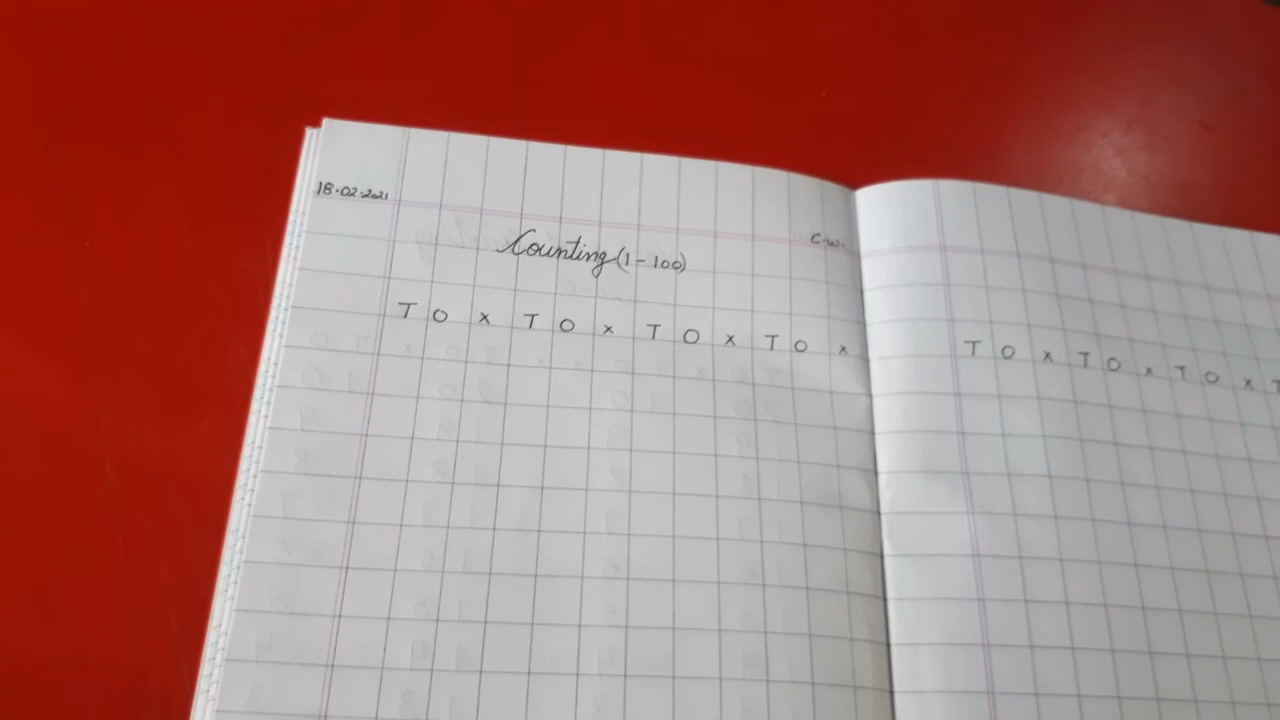 18.02.2021
C.W.
Counting (1-100)
T O x T O x T O x T O x
T O x T O x T O x T